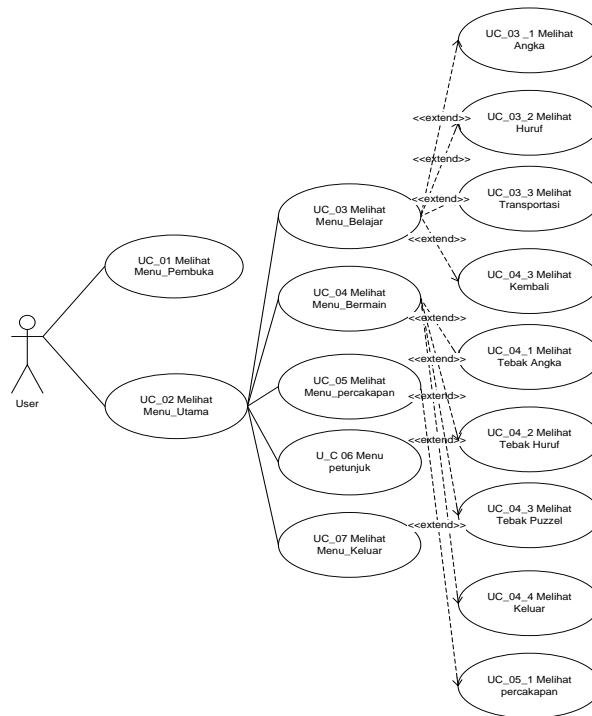 UC_03 _1 Melihat
Angka
<<extend>>
UC_03_2 Melihat
Huruf
<<extend>>
UC_03 Melihat
Menu_Belajar
<<extend>>
UC_03_3 Melihat
Transportasi
<<extend>>
UC_01 Melihat
Menu_Pembuka
UC_04 Melihat
Menu_Bermain
UC_04_3 Melihat
Kembali
<<extend>>
UC_04_1 Melihat
Tebak Angka
User
UC_02 Melihat
Menu_Utama
UC_05 Melihat
Menu_percakapan
<<extend>>
<<extend>>
UC_04_2 Melihat
Tebak Huruf
U_C 06 Menu
petunjuk
UC_04_3 Melihat
Tebak Puzzel
<<extend>>
UC_07 Melihat
Menu_Keluar
UC_04_4 Melihat
Keluar
UC_05_1 Melihat
percakapan